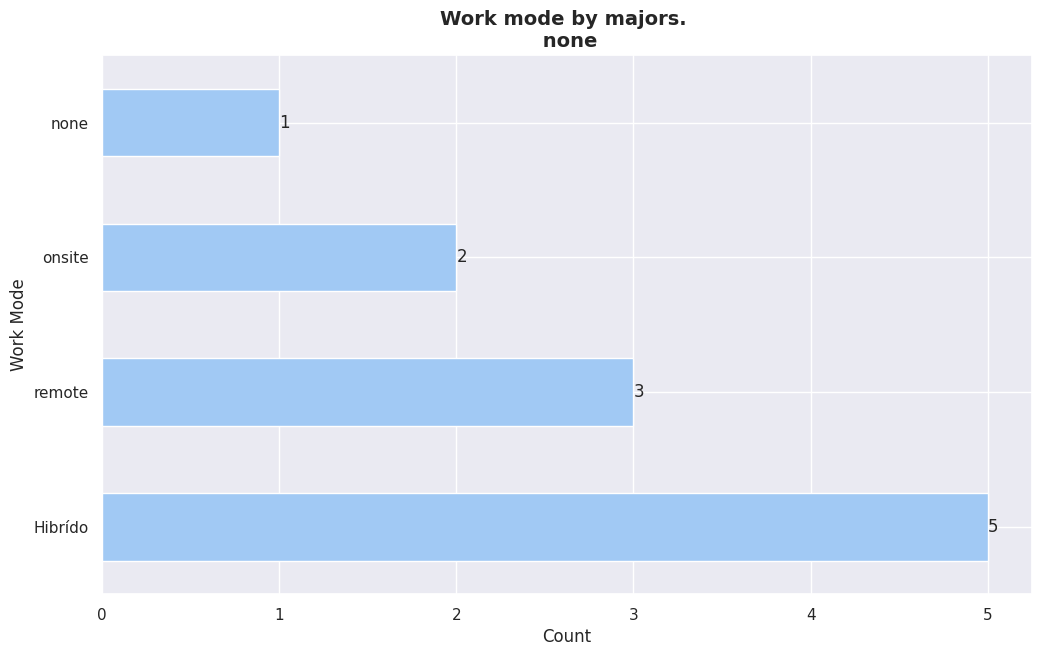 Work mode by majors.
none
none
1
onsite
2
Work Mode
remote
3
Hibrído
5
0 1 2 3 4 5
Count